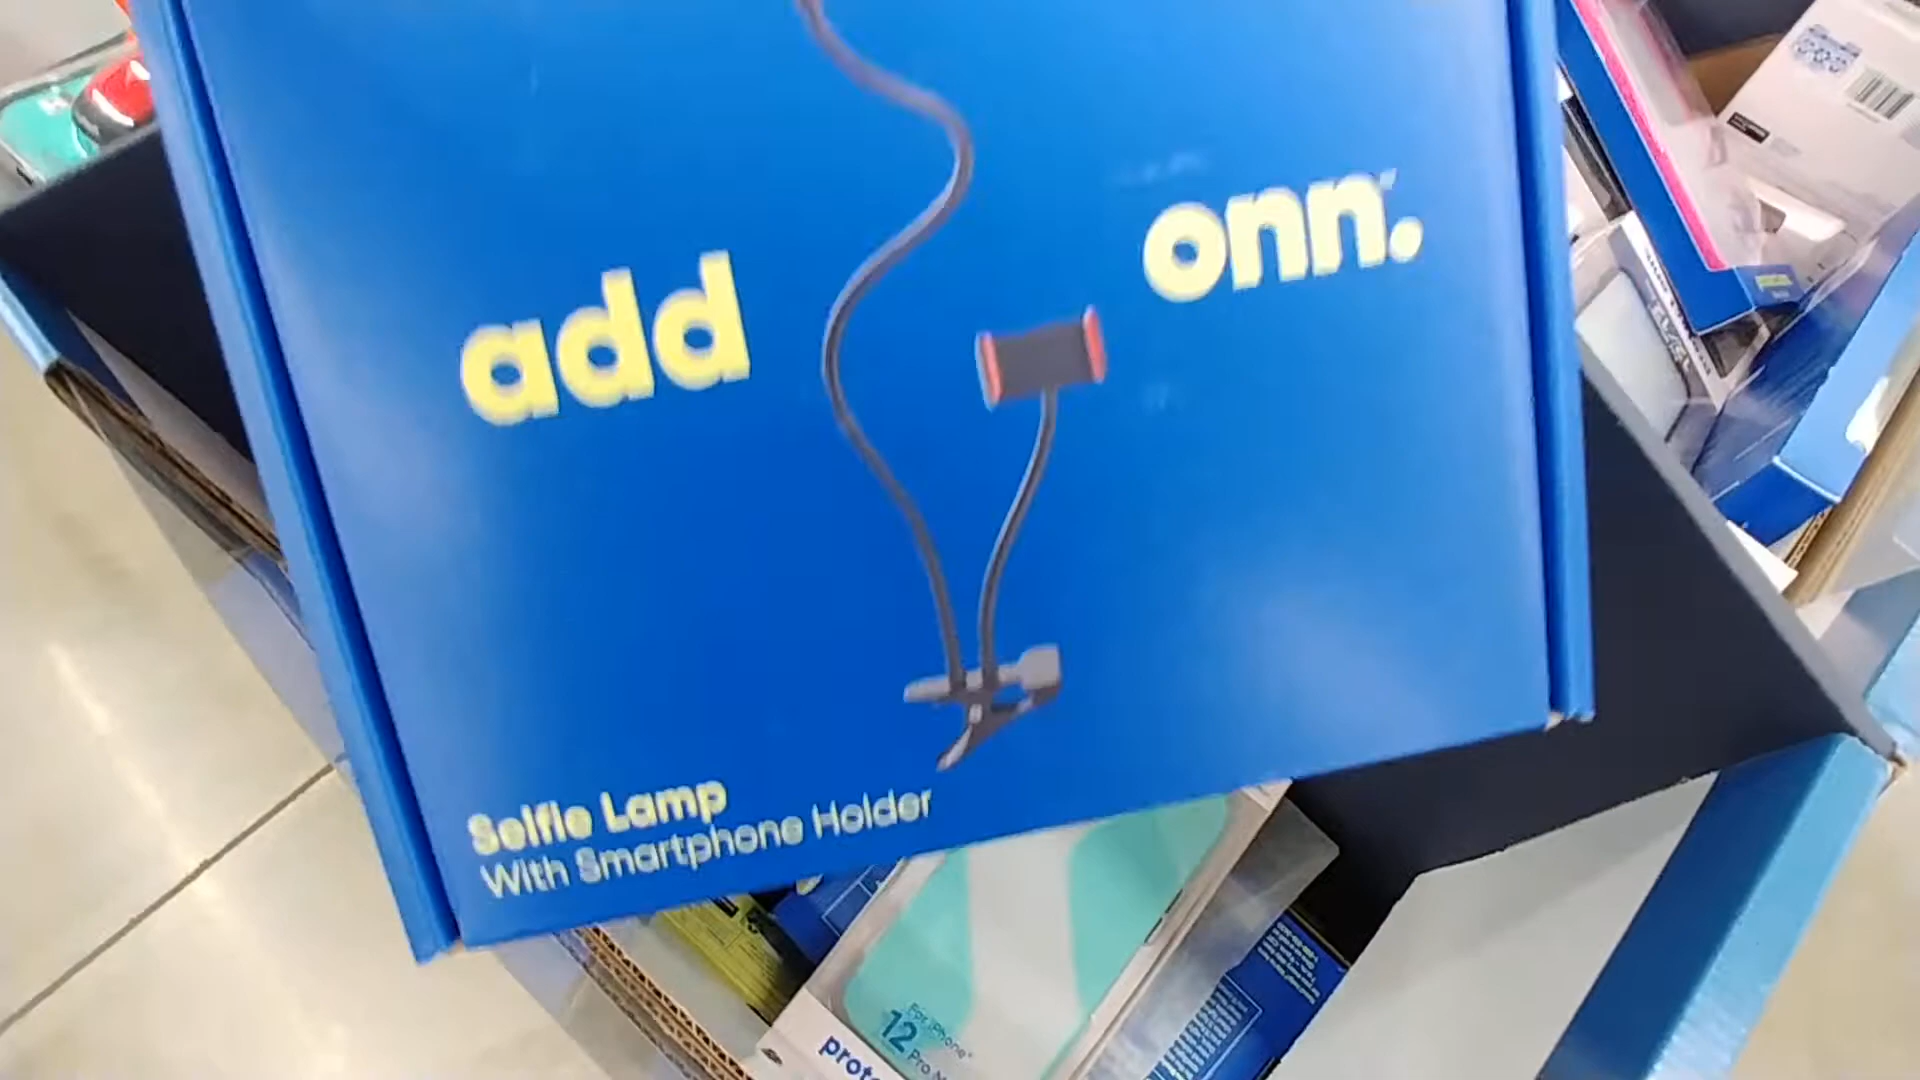 add
onn.
Selfie Lamp
With Smartphone Holder
For iPhone®
12 Pro